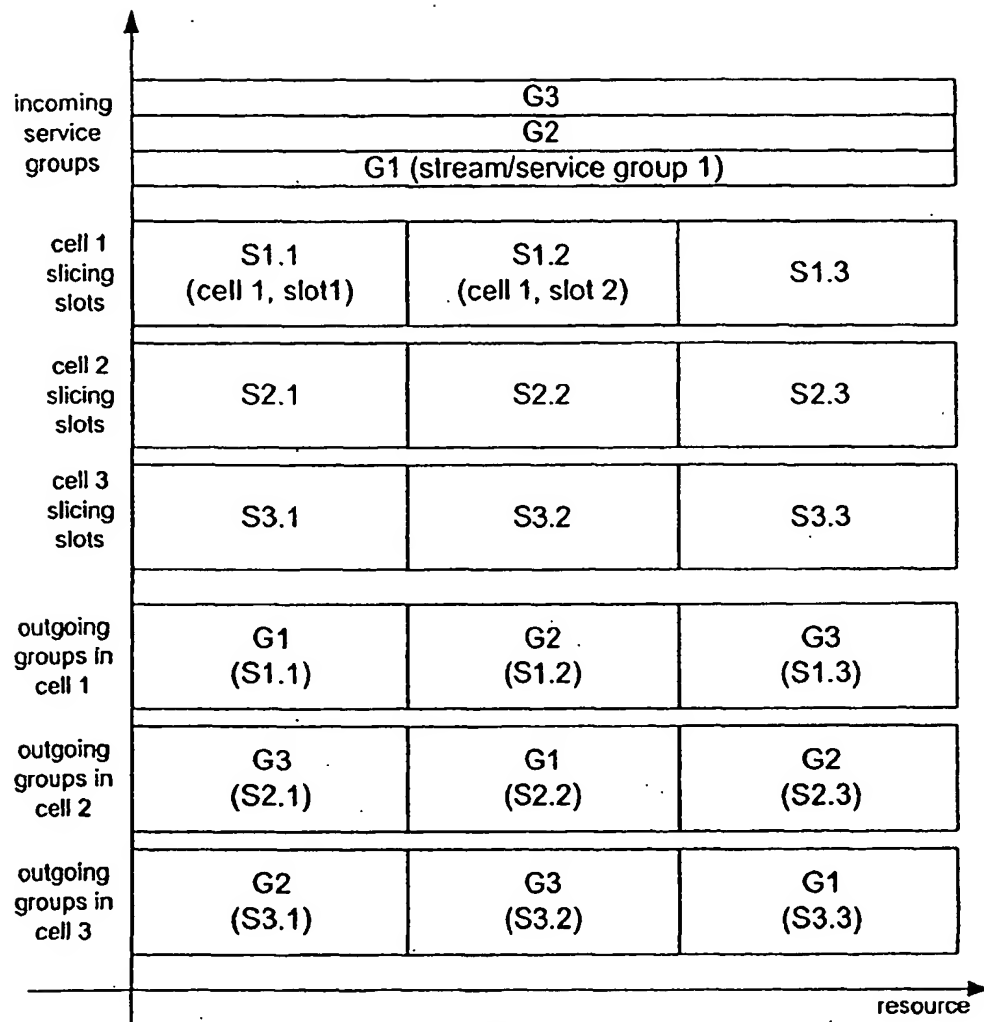 incoming
service
groups
G3
G2
G1 (stream/service group 1)
cell 1
slicing
slots
S1.1
(cell 1, slot1)
S1.2
(cell 1, slot 2)
S1.3
cell 2
slicing
slots
S2.1
S2.2
S2.3
cell 3
slicing
slots
S3.1
S3.2
S3.3
outgoing
groups in
cell 1
G1
(S1.1)
G2
(S1.2)
G3
(S1.3)
outgoing
groups in
cell 2
G3
(S2.1)
G1
(S2.2)
G2
(S2.3)
outgoing
groups in
cell 3
G2
(S3.1)
G3
(S3.2)
G1
(S3.3)
resource